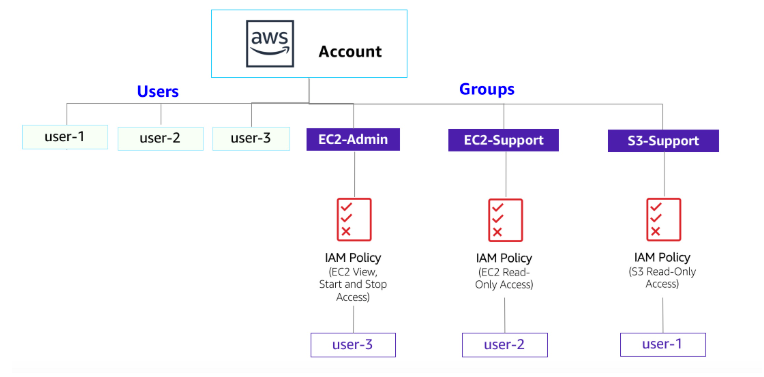 aws
Account
Users
Groups
user-1
user-2
user-3
EC2-Admin
EC2-Support
S3-Support
IAM Policy
(EC2 View,
Start and Stop
Access)
IAM Policy
(EC2 Read-
Only Access)
IAM Policy
(S3 Read-Only
Access)
user-3
user-2
user-1